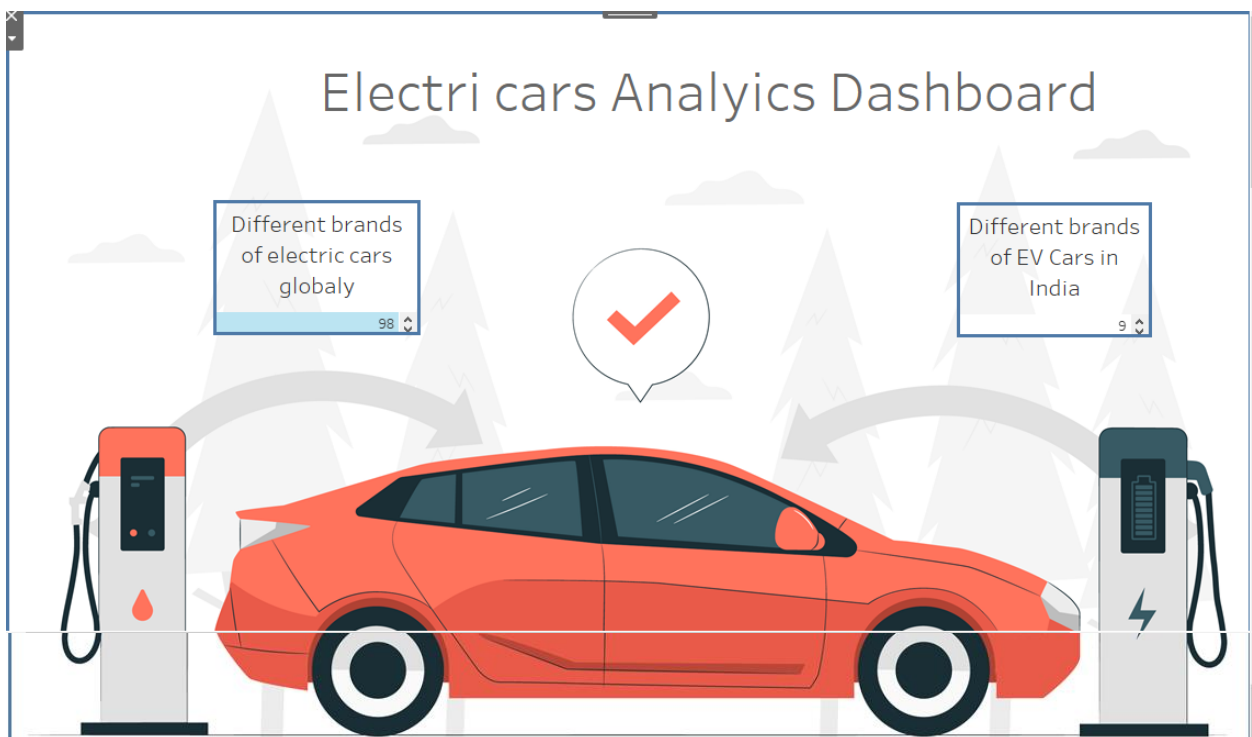 Electri cars Analyics Dashboard
Different brands
of electric cars
globaly
98
Different brands
of EV Cars in
India
9